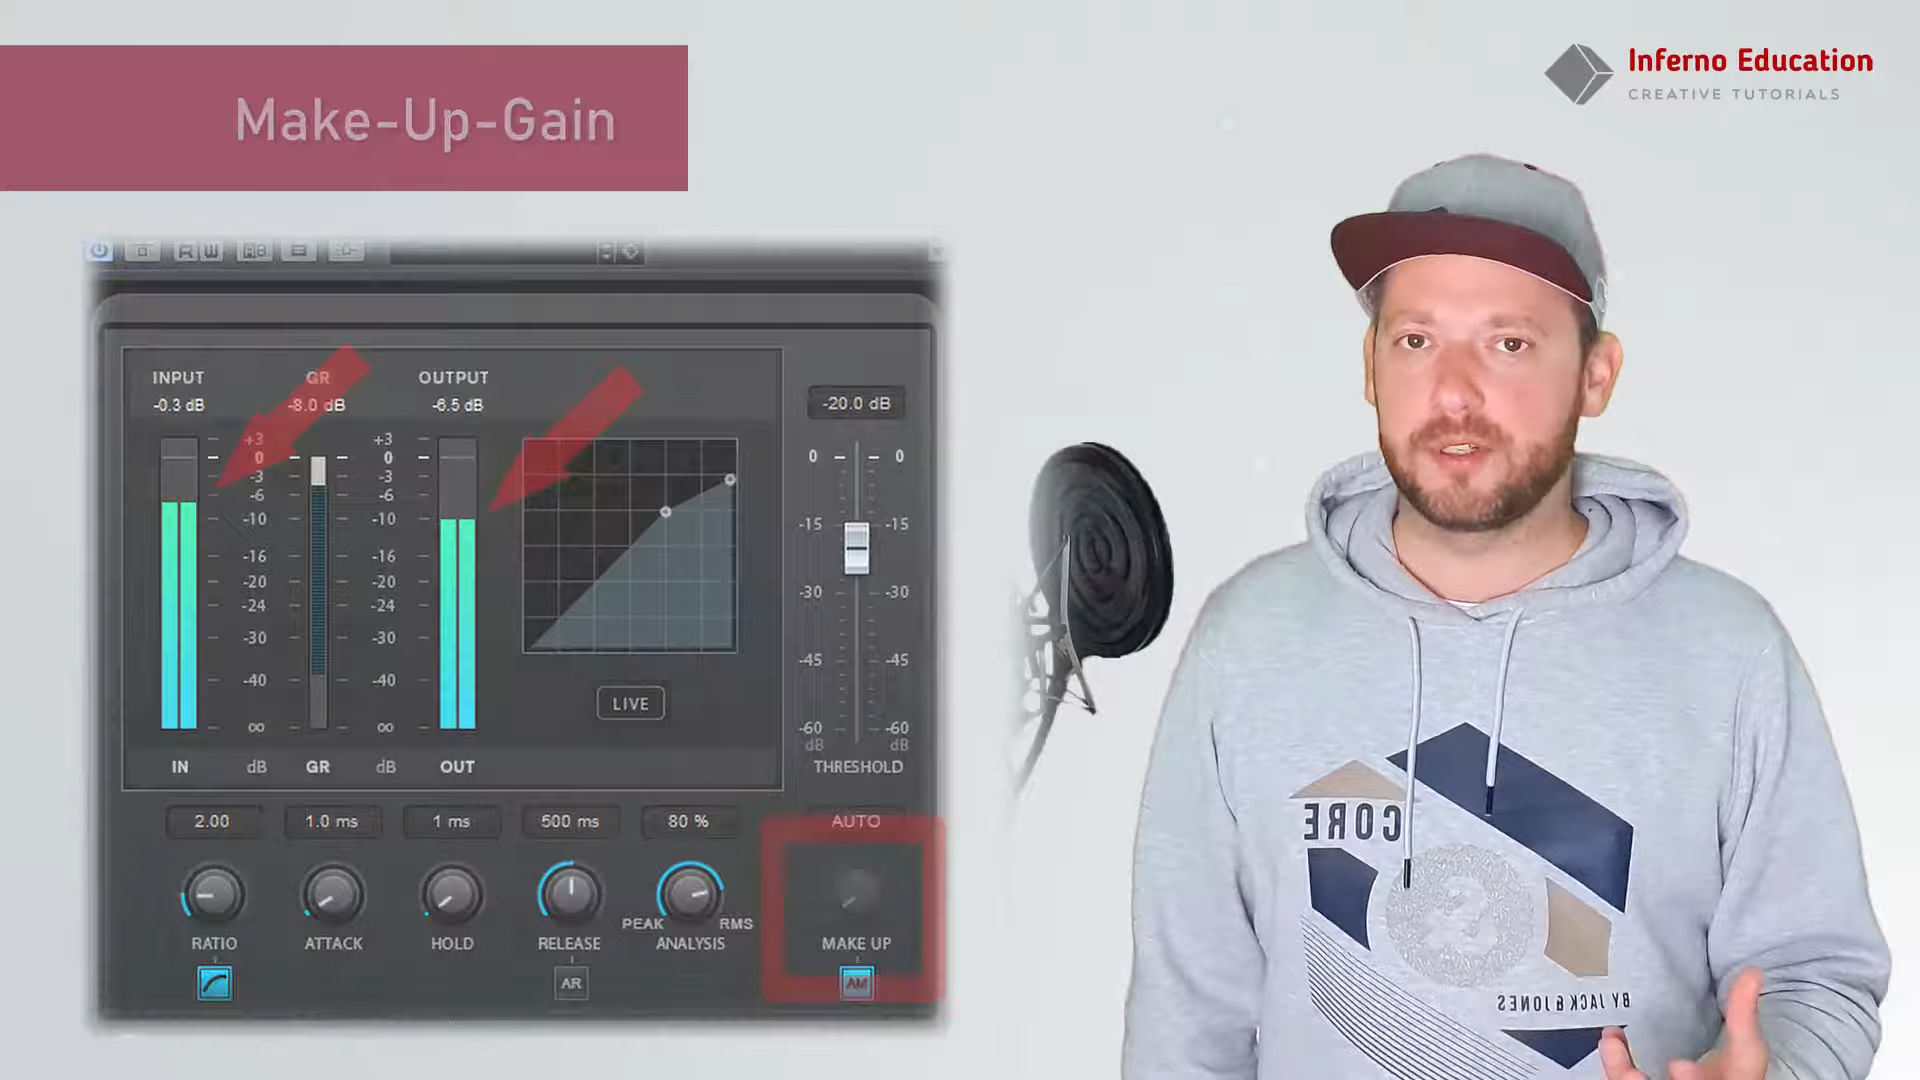 Inferno Education
CREATIVE TUTORIALS
Make-Up-Gain
R W
INPUT GR OUTPUT
-0.3 dB -8.0 dB -6.5 dB
-20.0 dB
+3 +3
0 0
-3 -3
-6 -6
-10 -10
-16 -16
-20 -20
-24 -24
-30 -30
-40 -40
∞ ∞
IN dB GR dB OUT
LIVE
0 0
-15 -15
-30 -30
-45 -45
-60 -60
dB dB
THRESHOLD
2.00 1.0 ms 1 ms 500 ms 80 % AUTO
PEAK RMS
RATIO ATTACK HOLD RELEASE ANALYSIS MAKE UP
AR AM
CORE
2
BY JACK & JONES